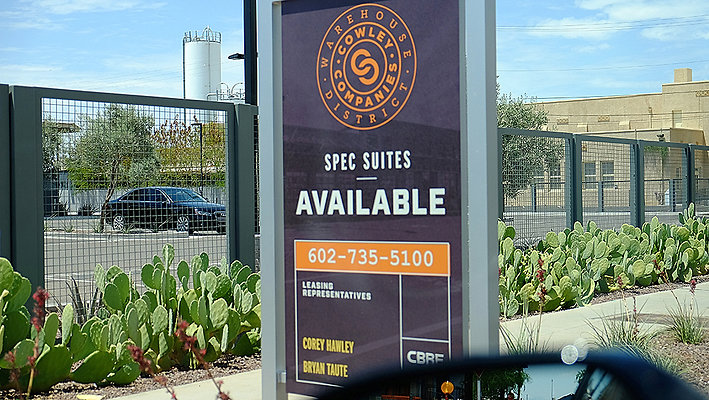 WAREHOUSE
COWLEY
COMPANIES
DISTRICT
SPEC SUITES
AVAILABLE
602-735-5100
LEASING
REPRESENTATIVES
COREY HAWLEY
BRYAN TAUTE
CBRE